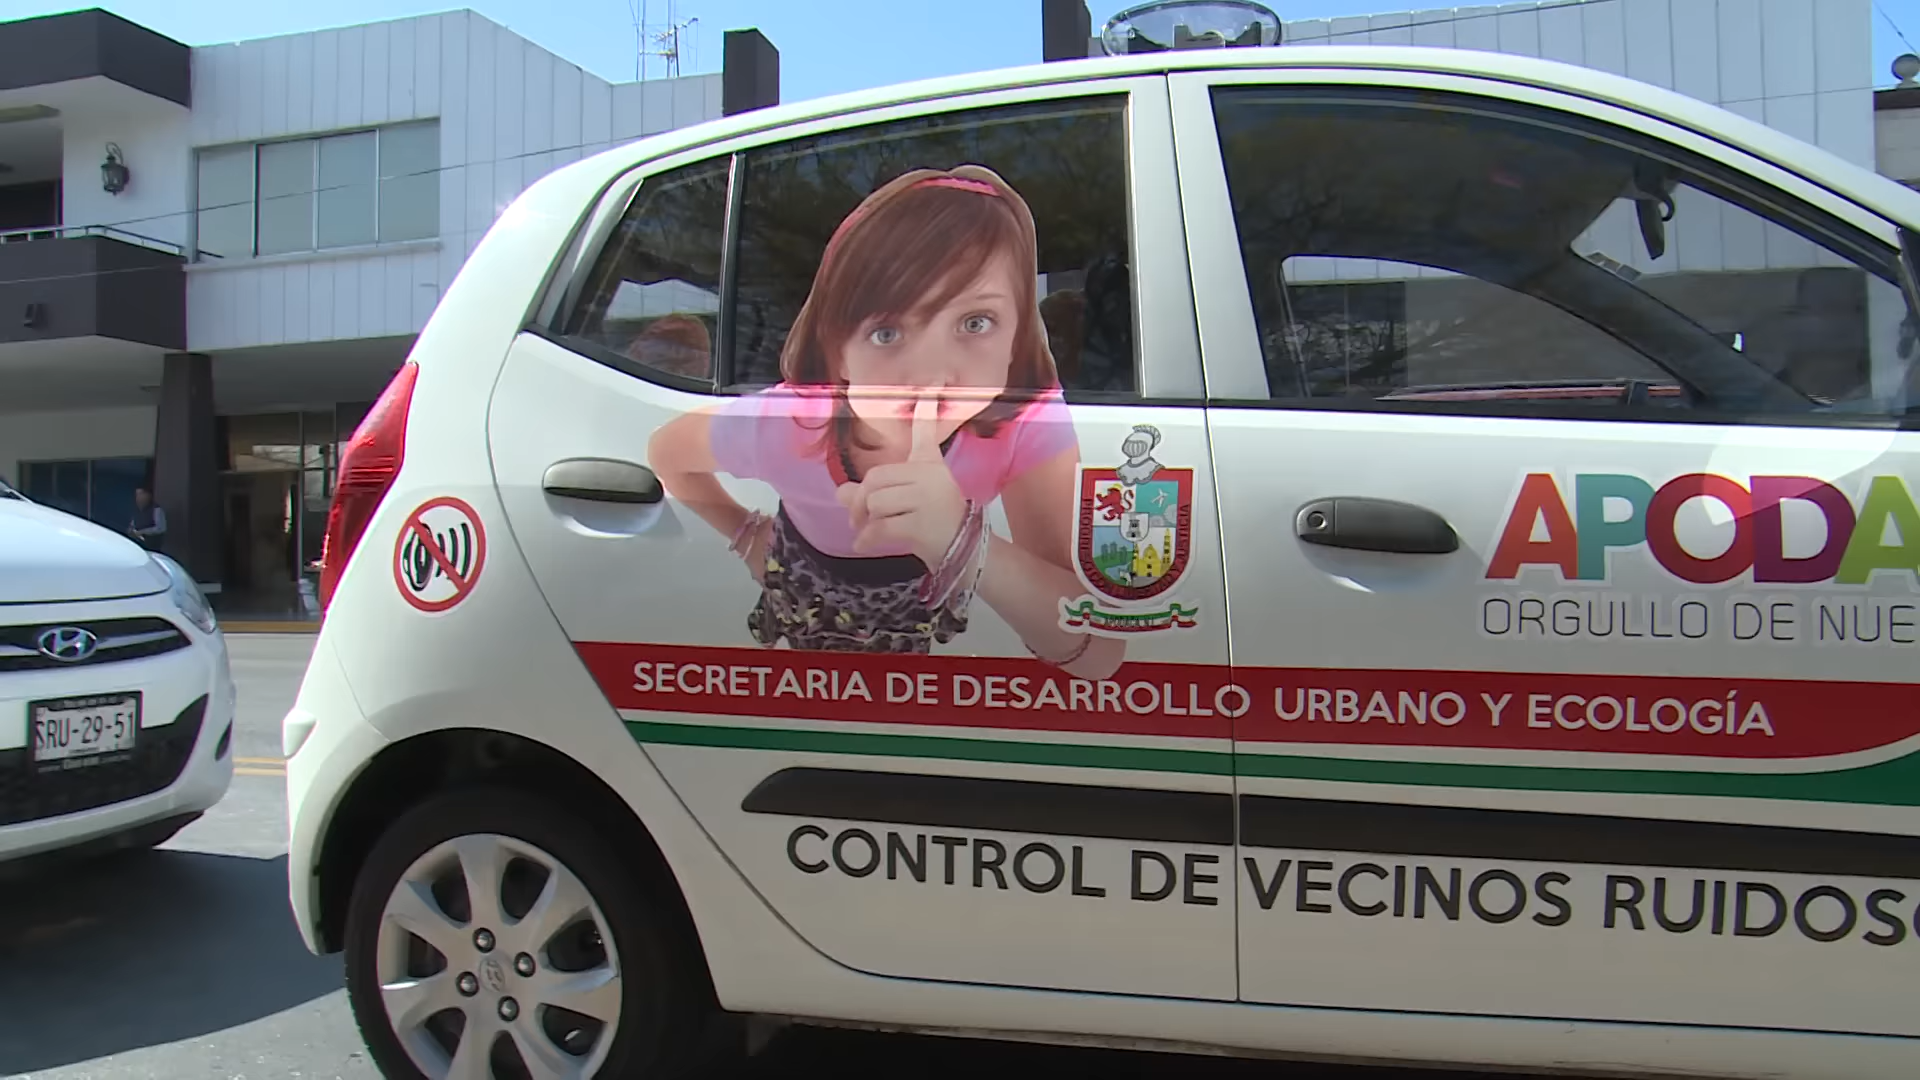 APODA
ORGULLO DE NUE
SECRETARIA DE DESARROLLO URBANO Y ECOLOGÍA
CONTROL DE VECINOS RUIDOS
SRU-29-51